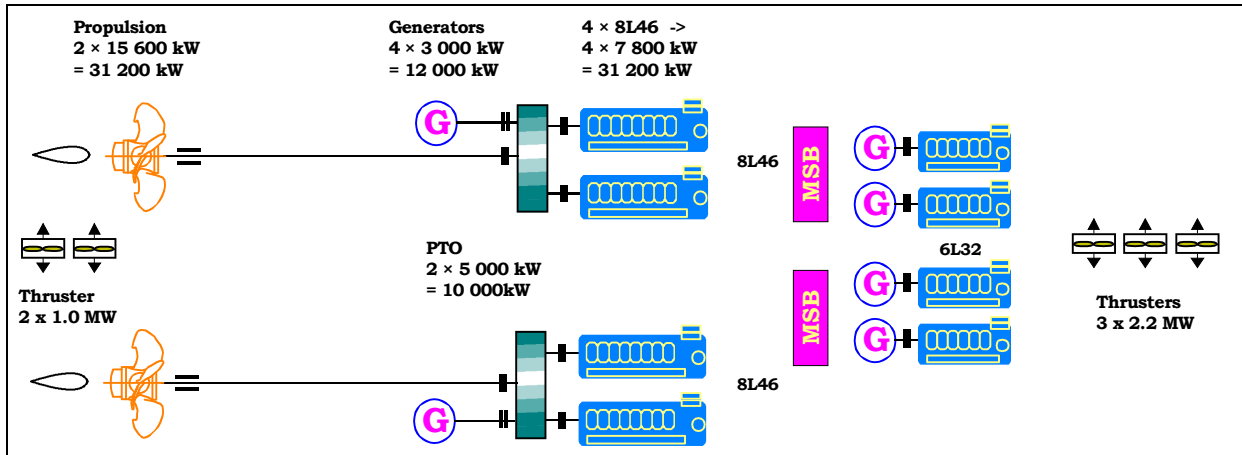 Propulsion
2 × 15 600 kW
= 31 200 kW
Generators
4 × 3 000 kW
= 12 000 kW
4 × 8L46 ->
4 × 7 800 kW
= 31 200 kW
G
8L46
MSB
G
G
Thruster
2 x 1.0 MW
PTO
2 × 5 000 kW
= 10 000kW
6L32
Thrusters
3 x 2.2 MW
MSB
G
G
G
8L46